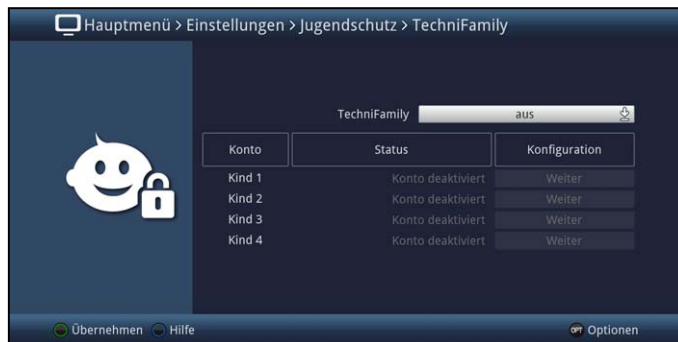 Hauptmenü > Einstellungen > Jugendschutz > TechniFamily
TechniFamily aus
Konto Status Konfiguration
Kind 1 Konto deaktiviert Weiter
Kind 2 Konto deaktiviert Weiter
Kind 3 Konto deaktiviert Weiter
Kind 4 Konto deaktiviert Weiter
Übernehmen Hilfe OPT Optionen